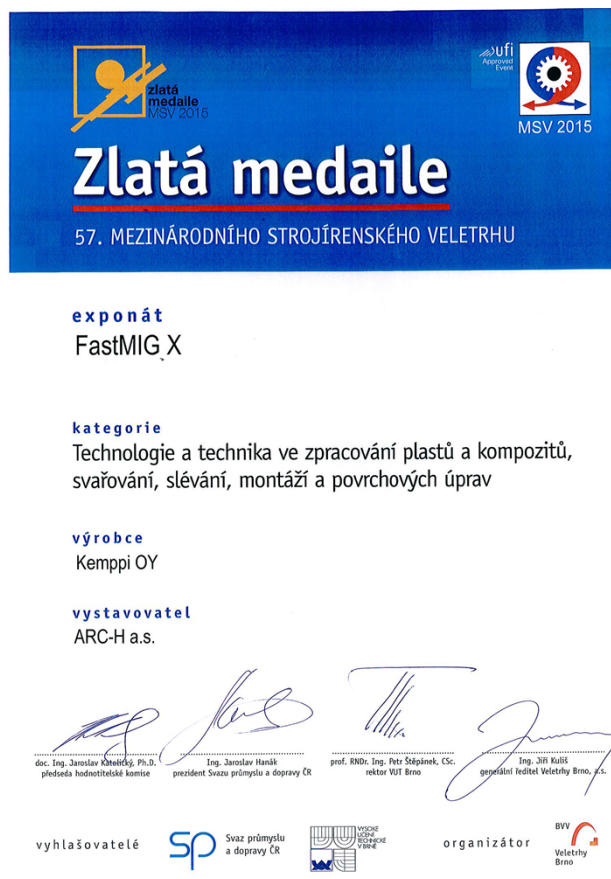 zlatá
medaile
MSV 2015
ufi
Approved
Event
MSV 2015
Zlatá medaile
57. MEZINÁRODNÍHO STROJÍRENSKÉHO VELETRHU
exponát
FastMIG X
kategorie
Technologie a technika ve zpracování plastů a kompozitů,
svařování, slévání, montáží a povrchových úprav
výrobce
Kemppi OY
vystavovatel
ARC-H a.s.
doc. Ing. Jaroslav Katolický, Ph.D.
předseda hodnotitelské komise
Ing. Jaroslav Hanák
prezident Svazu průmyslu a dopravy ČR
prof. RNDr. Ing. Petr Štěpánek, CSc.
rektor VUT Brno
Ing. Jiří Kuliš
generální ředitel Veletrhy Brno, a.s.
vyhlašovatelé
SP
Svaz průmyslu
a dopravy ČR
VYSOKÉ
UČENÍ
TECHNICKÉ
V BRNĚ
organizátor
BVV
Veletrhy
Brno